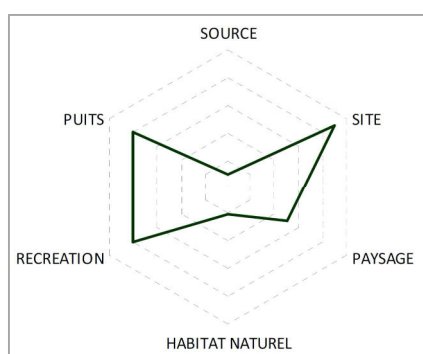 SOURCE
PUITS
SITE
RECREATION
PAYSAGE
HABITAT NATUREL